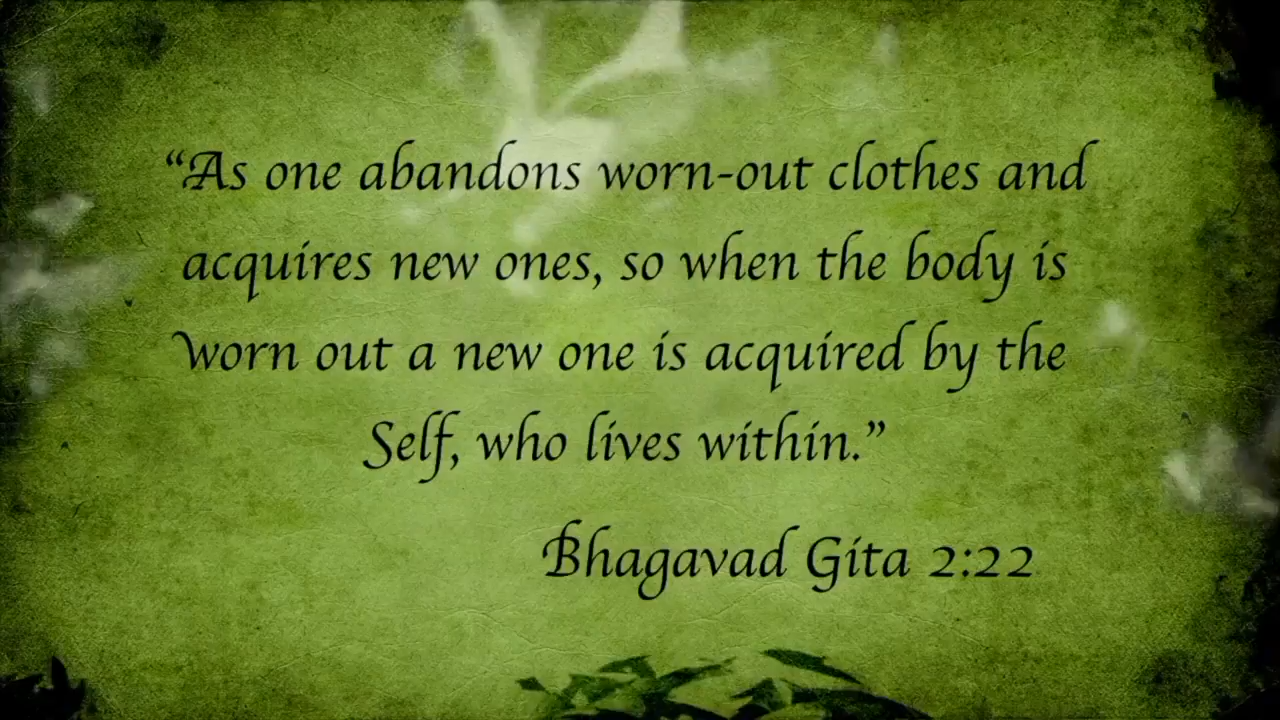 “As one abandons worn-out clothes and
acquires new ones, so when the body is
worn out a new one is acquired by the
Self, who lives within.”
Bhagavad Gita 2:22